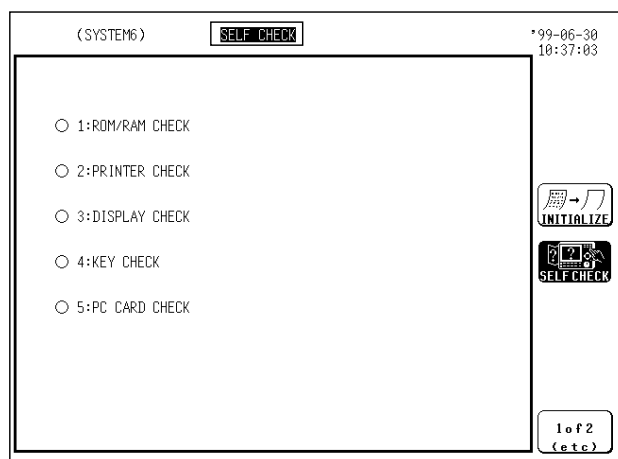 (SYSTEM6) SELF CHECK '99-06-30
10:37:03
1:ROM/RAM CHECK
2:PRINTER CHECK
3:DISPLAY CHECK
4:KEY CHECK
5:PC CARD CHECK
INITIALIZE
?
SELF CHECK
1of2
(etc)